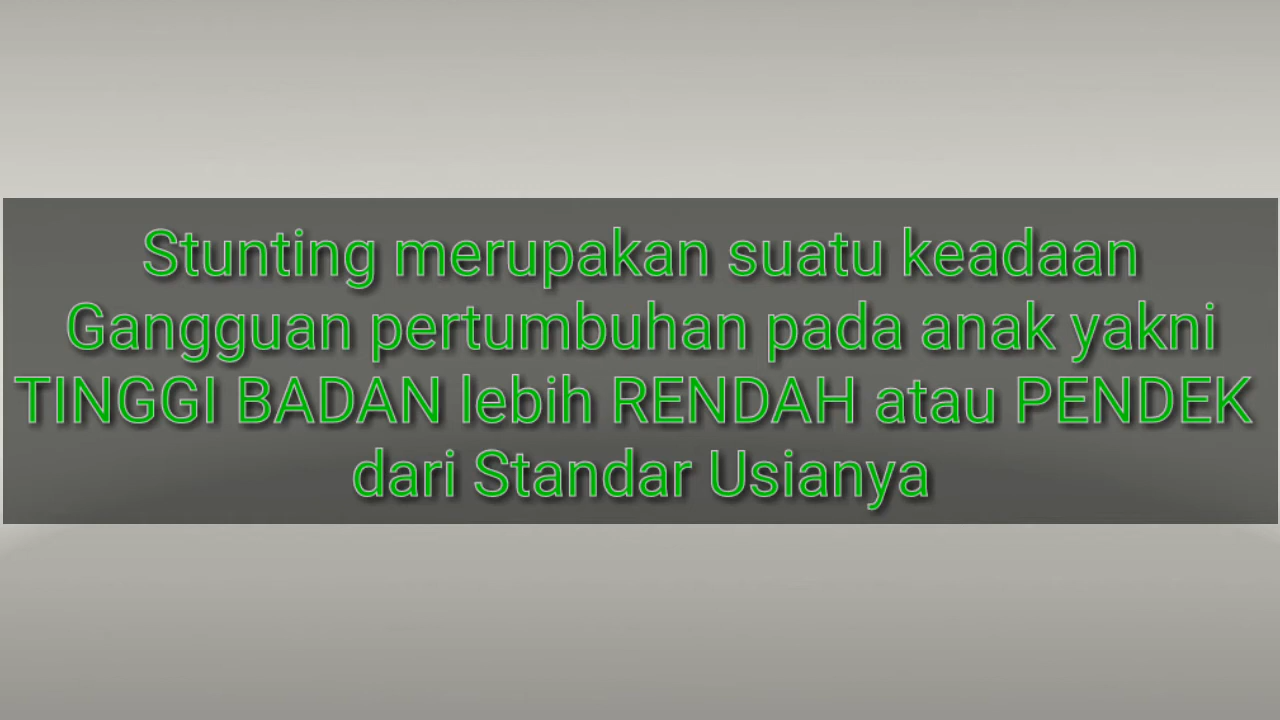 Stunting merupakan suatu keadaan
Gangguan pertumbuhan pada anak yakni
TINGGI BADAN lebih RENDAH atau PENDEK
dari Standar Usianya